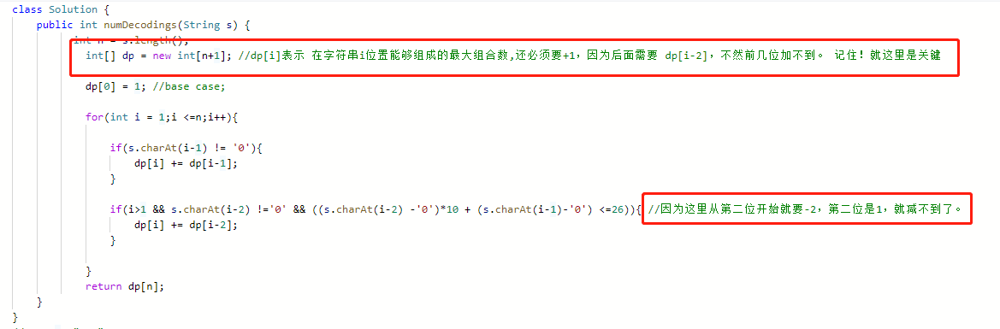 class Solution {
public int numDecodings(String s) {
int n = s.length();
int[] dp = new int[n+1]; //dp[i]表示 在字符串i位置能够组成的最大组合数,还必须要+1，因为后面需要 dp[i-2]，不然前几位加不到。 记住！就这里是关键
dp[0] = 1; //base case;
for(int i = 1;i <=n;i++){
if(s.charAt(i-1) != '0'){
dp[i] += dp[i-1];
}
if(i>1 && s.charAt(i-2) !='0' && ((s.charAt(i-2) -'0')*10 + (s.charAt(i-1)-'0') <=26)){ //因为这里从第二位开始就要-2，第二位是1，就减不到了。
dp[i] += dp[i-2];
}
}
return dp[n];
}
}